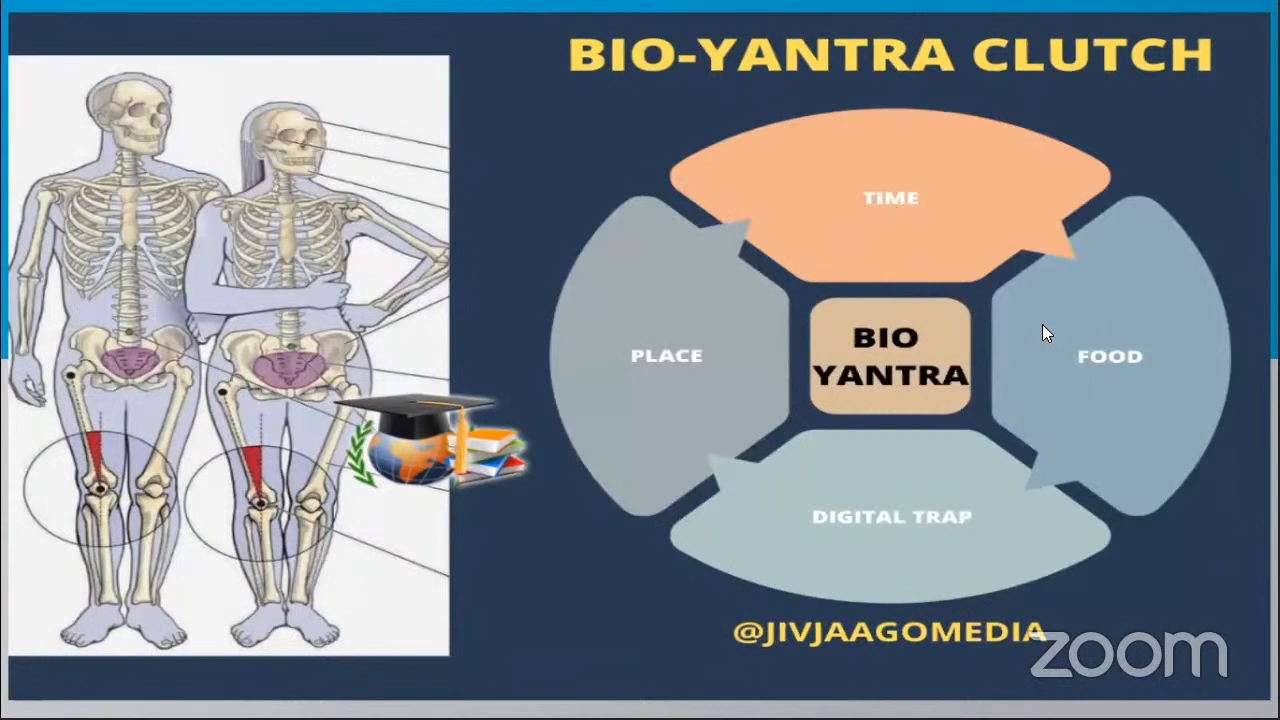 BIO-YANTRA CLUTCH
TIME
PLACE
BIO
YANTRA
FOOD
DIGITAL TRAP
@JIVJAAGOMEDIA
zoom